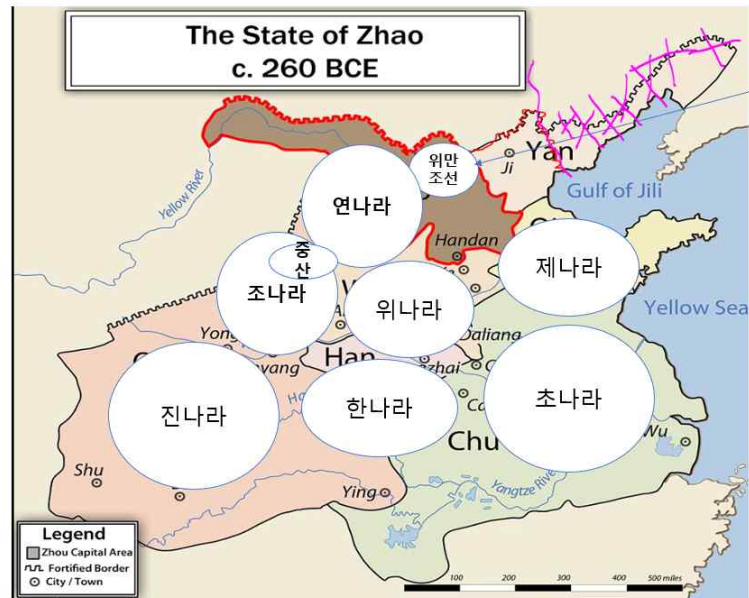 The State of Zhao
c. 260 BCE
위만
조선
Yan
Ji
연나라
Gulf of Jili
Yellow River
Handan
중
산
제나라
조나라
위나라
Yellow Sea
Daliang
Han
진나라
한나라
초나라
Chu
Wu
Shu
Ying
Yangtze River
Legend
Zhou Capital Area
Fortified Border
City / Town
100 200 300 400 500 miles